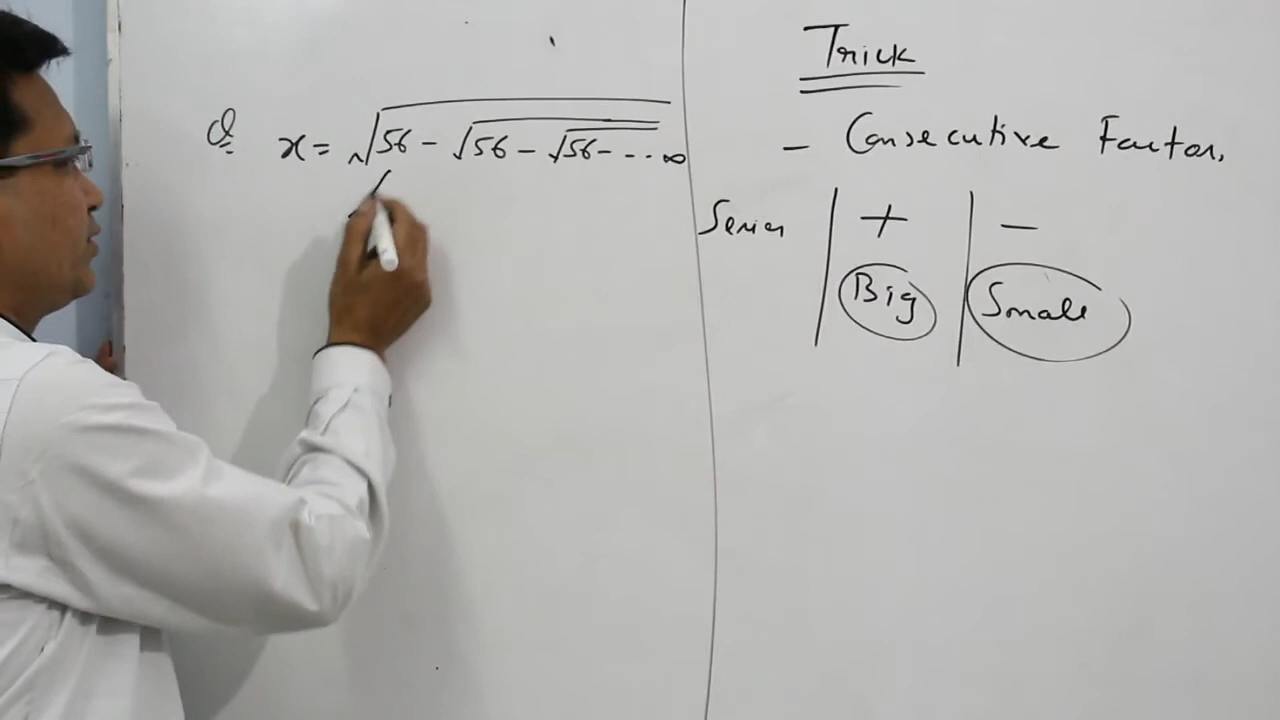 Q x = √56 - √56 - √56 - - - ∞
Trick
- Consecutive Factor.
Series + -
Big Small